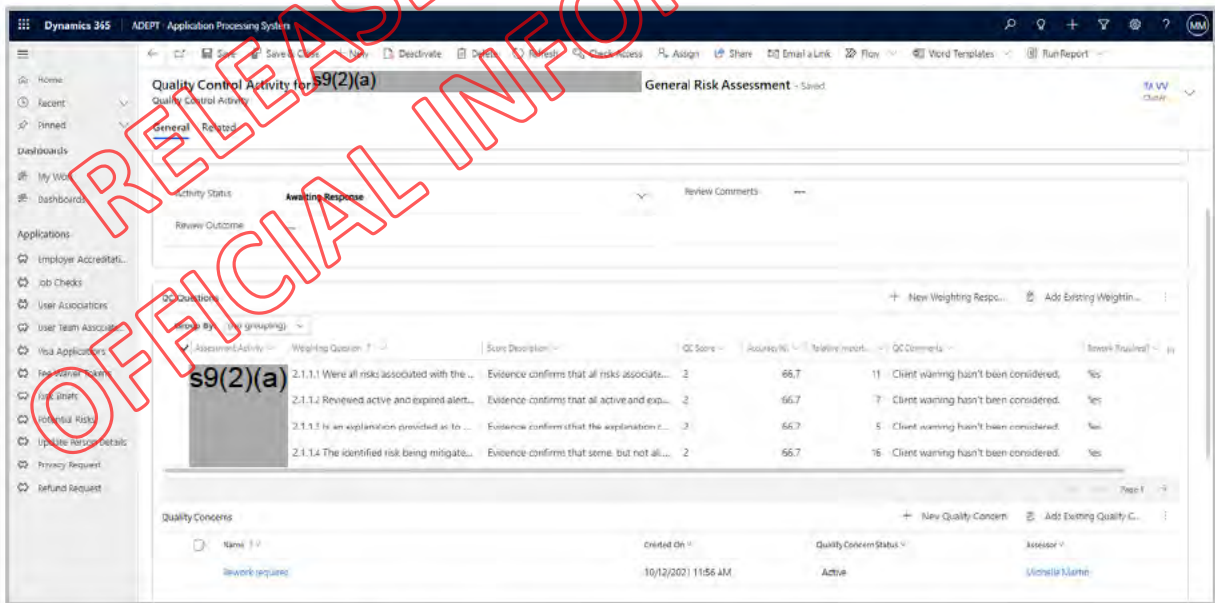 Dynamics 365 ADEPT - Application Processing System ? MM
Save Save & Close New Deactivate Delete Refresh Check Access Assign Share Email a Link Flow Word Templates Run Report
Home
Recent
Pinned
Dashboards
My Wo
Dashboards
Applications
Employer Accreditati...
Job Checks
User Associations
User Team Associat
Visa Applications
Fee Waiver Tokens
Risk Briefs
Potential Risks
Update Person Details
Privacy Request
Refund Request
Quality Control Activity for s9(2)(a) General Risk Assessment - Saved
Quality Control Activity
General Related
Activity Status Awaiting Response Review Comments ---
Review Outcome ---
QC Questions + New Weighting Respo... Add Existing Weightin...
Group By: (no grouping)
Assessment Activity Weighting Question Score Description QC Score Accuracy % Relative Import... QC Comments Rework Required?
s9(2)(a)
2.1.1.1 Were all risks associated with the ... Evidence confirms that all risks associate... 2 66.7 11 Client warning hasn't been considered. Yes
2.1.1.2 Reviewed active and expired alert... Evidence confirms that all active and exp... 2 66.7 7 Client warning hasn't been considered. Yes
2.1.1.3 Is an explanation provided as to ... Evidence confirms that the explanation c... 2 66.7 5 Client warning hasn't been considered. Yes
2.1.1.4 The identified risk being mitigate... Evidence confirms that some, but not all... 2 66.7 16 Client warning hasn't been considered. Yes
Page 1
Quality Concerns + New Quality Concern Add Existing Quality C...
Name Created On Quality Concern Status Assessor
Rework required 10/12/2021 11:56 AM Active Michelle Martin
RELEASE
OFFICIAL INFO